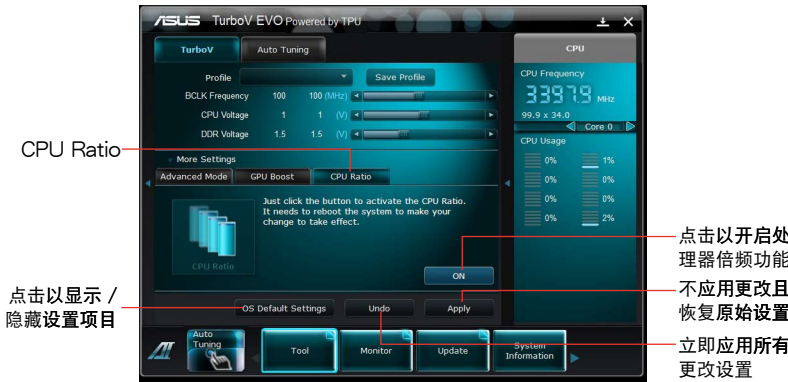 ASUS TurboV EVO Powered by TPU
TurboV
Auto Tuning
CPU
Profile
Save Profile
BCLK Frequency 100 100 (MHz)
CPU Voltage 1 1 (V)
DDR Voltage 1.5 1.5 (V)
CPU Frequency
3397.9 MHz
99.9 x 34.0
Core 0
CPU Usage
0% 1%
0% 0%
0% 0%
0% 2%
CPU Ratio
More Settings
Advanced Mode
GPU Boost
CPU Ratio
Just click the button to activate the CPU Ratio.
It needs to reboot the system to make your
change to take effect.
CPU Ratio
ON
点击以开启处
理器倍频功能
点击以显示 /
隐藏设置项目
OS Default Settings
Undo
Apply
不应用更改且
恢复原始设置
立即应用所有
更改设置
Auto
Tuning
Tool
Monitor
Update
System
Information